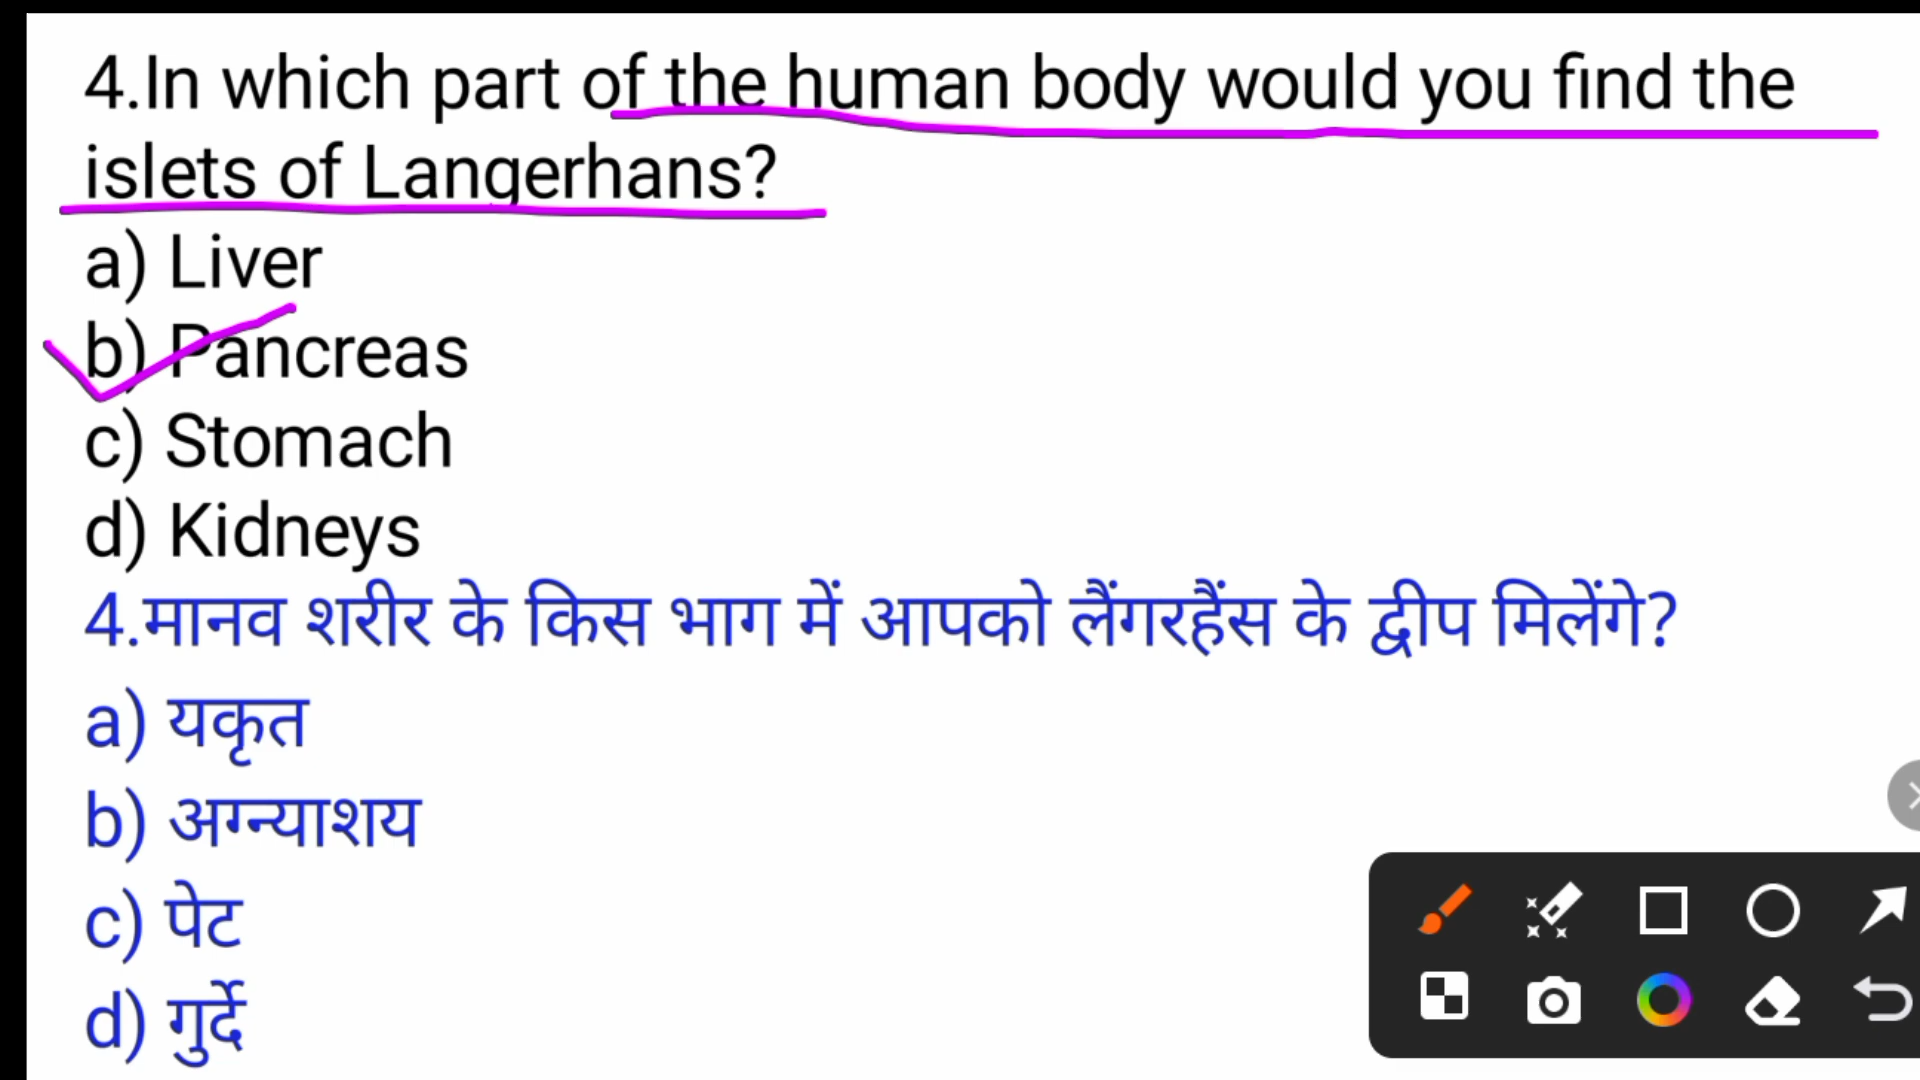 4.In which part of the human body would you find the
islets of Langerhans?
a) Liver
b) Pancreas
c) Stomach
d) Kidneys
4.मानव शरीर के किस भाग में आपको लैंगरहैंस के द्वीप मिलेंगे?
a) यकृत
b) अग्न्याशय
c) पेट
d) गुर्दे